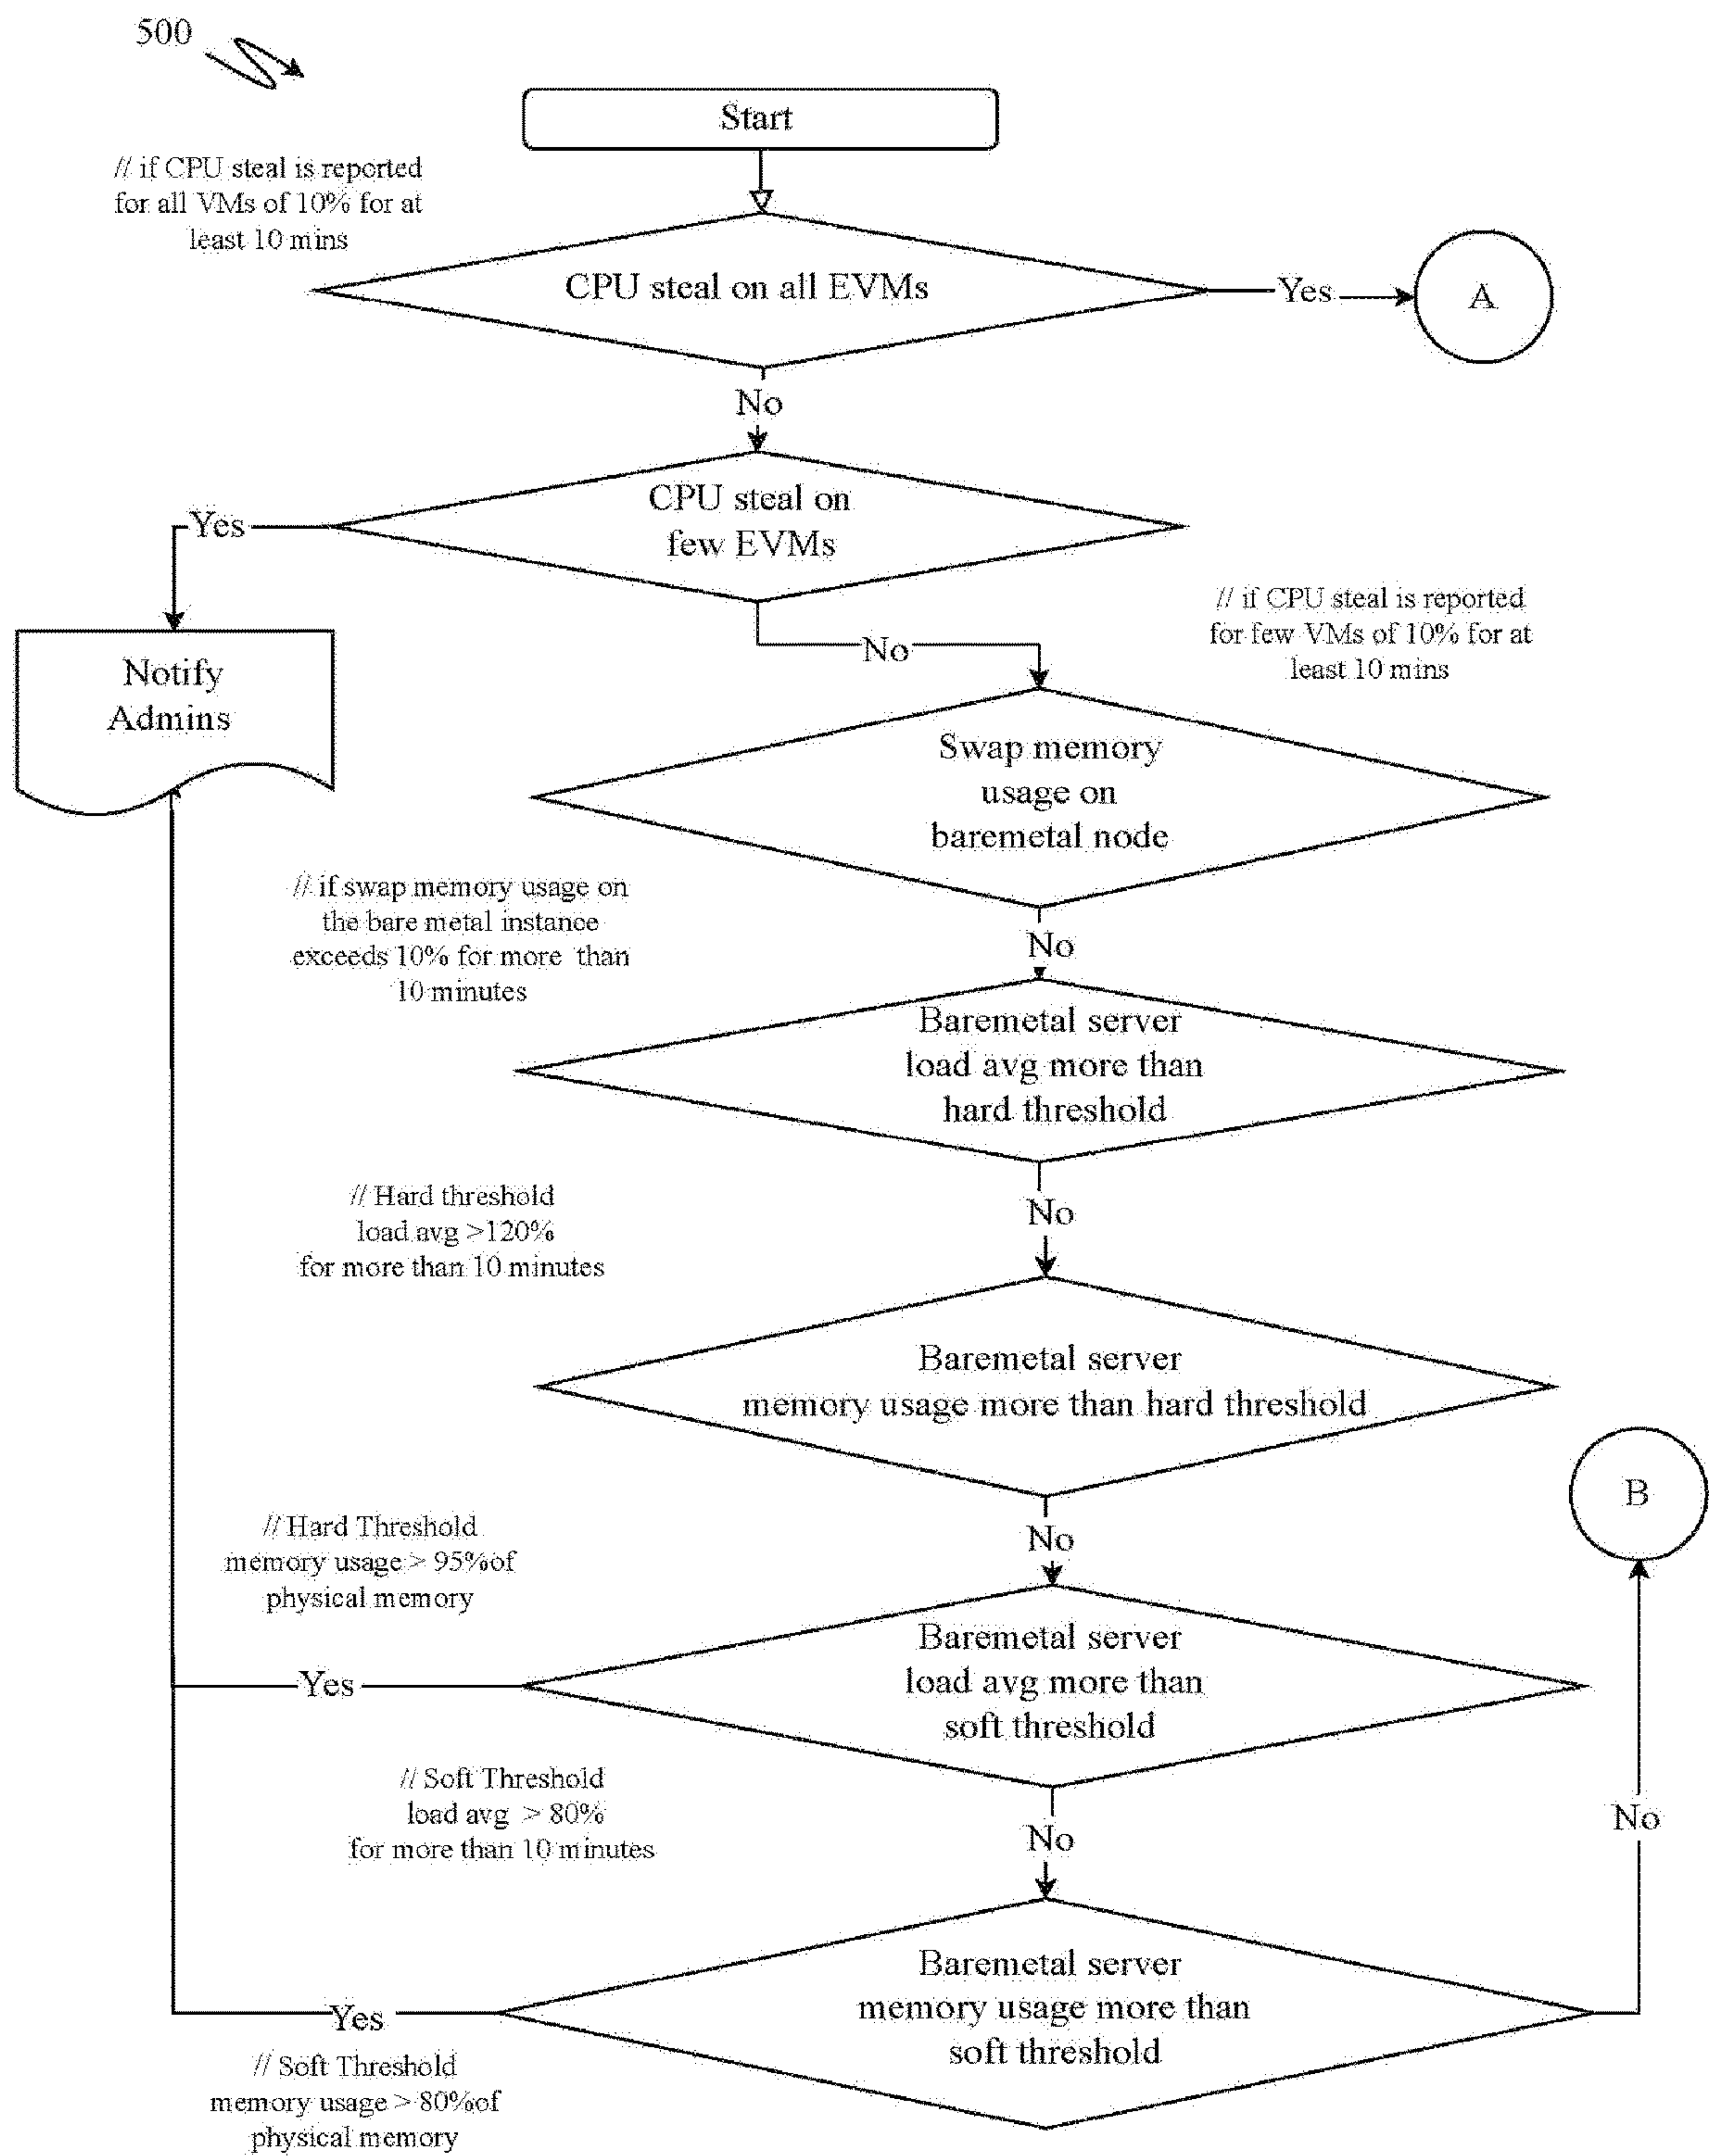 500
Start
// if CPU steal is reported
for all VMs of 10% for at
least 10 mins
CPU steal on all EVMs
Yes
A
No
CPU steal on
few EVMs
Yes
// if CPU steal is reported
for few VMs of 10% for at
least 10 mins
No
Notify
Admins
Swap memory
usage on
baremetal node
// if swap memory usage on
the bare metal instance
exceeds 10% for more than
10 minutes
No
Baremetal server
load avg more than
hard threshold
// Hard threshold
load avg >120%
for more than 10 minutes
No
Baremetal server
memory usage more than hard threshold
B
// Hard Threshold
memory usage > 95%of
physical memory
No
Baremetal server
load avg more than
soft threshold
Yes
// Soft Threshold
load avg > 80%
for more than 10 minutes
No
No
Baremetal server
memory usage more than
soft threshold
Yes
// Soft Threshold
memory usage > 80%of
physical memory